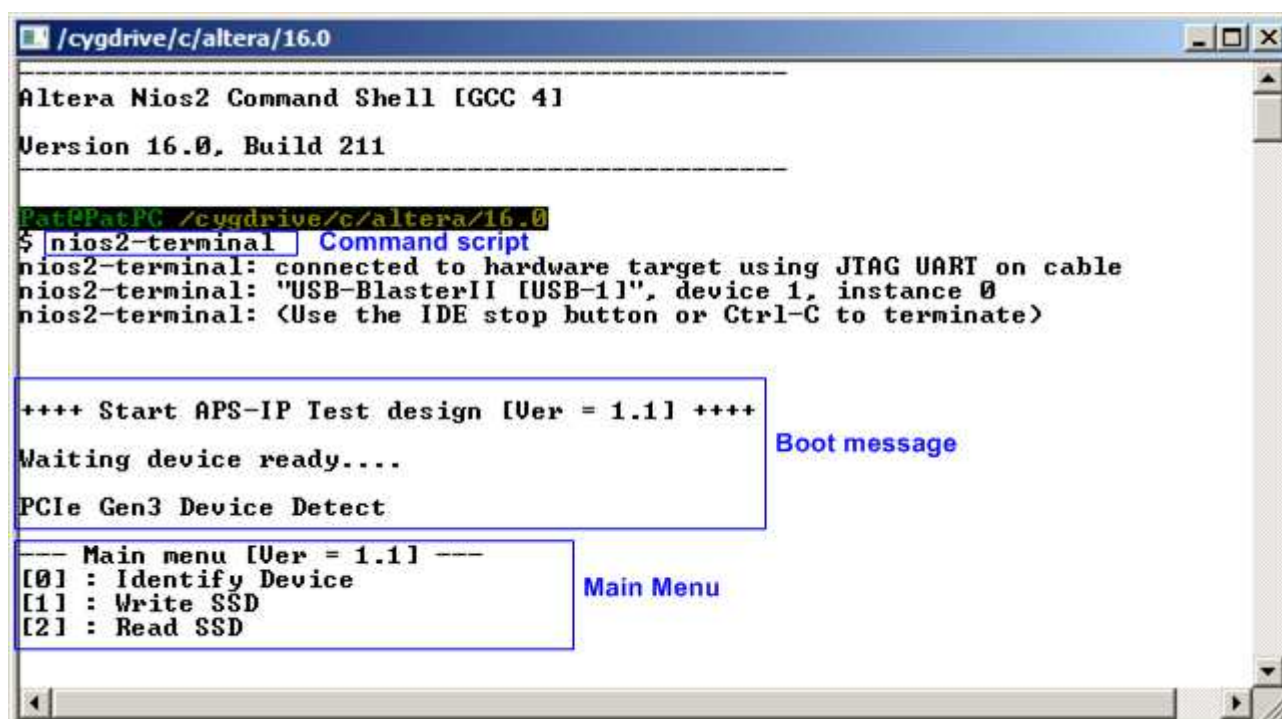 /cygdrive/c/altera/16.0
------------------------------------------------
Altera Nios2 Command Shell [GCC 4]
Version 16.0, Build 211
------------------------------------------------
Pat@PatPC /cygdrive/c/altera/16.0
$ nios2-terminal Command script
nios2-terminal: connected to hardware target using JTAG UART on cable
nios2-terminal: "USB-BlasterII [USB-1]", device 1, instance 0
nios2-terminal: (Use the IDE stop button or Ctrl-C to terminate)
++++ Start APS-IP Test design [Ver = 1.1] ++++
Boot message
Waiting device ready....
PCIe Gen3 Device Detect
--- Main menu [Ver = 1.1] ---
[0] : Identify Device
Main Menu
[1] : Write SSD
[2] : Read SSD